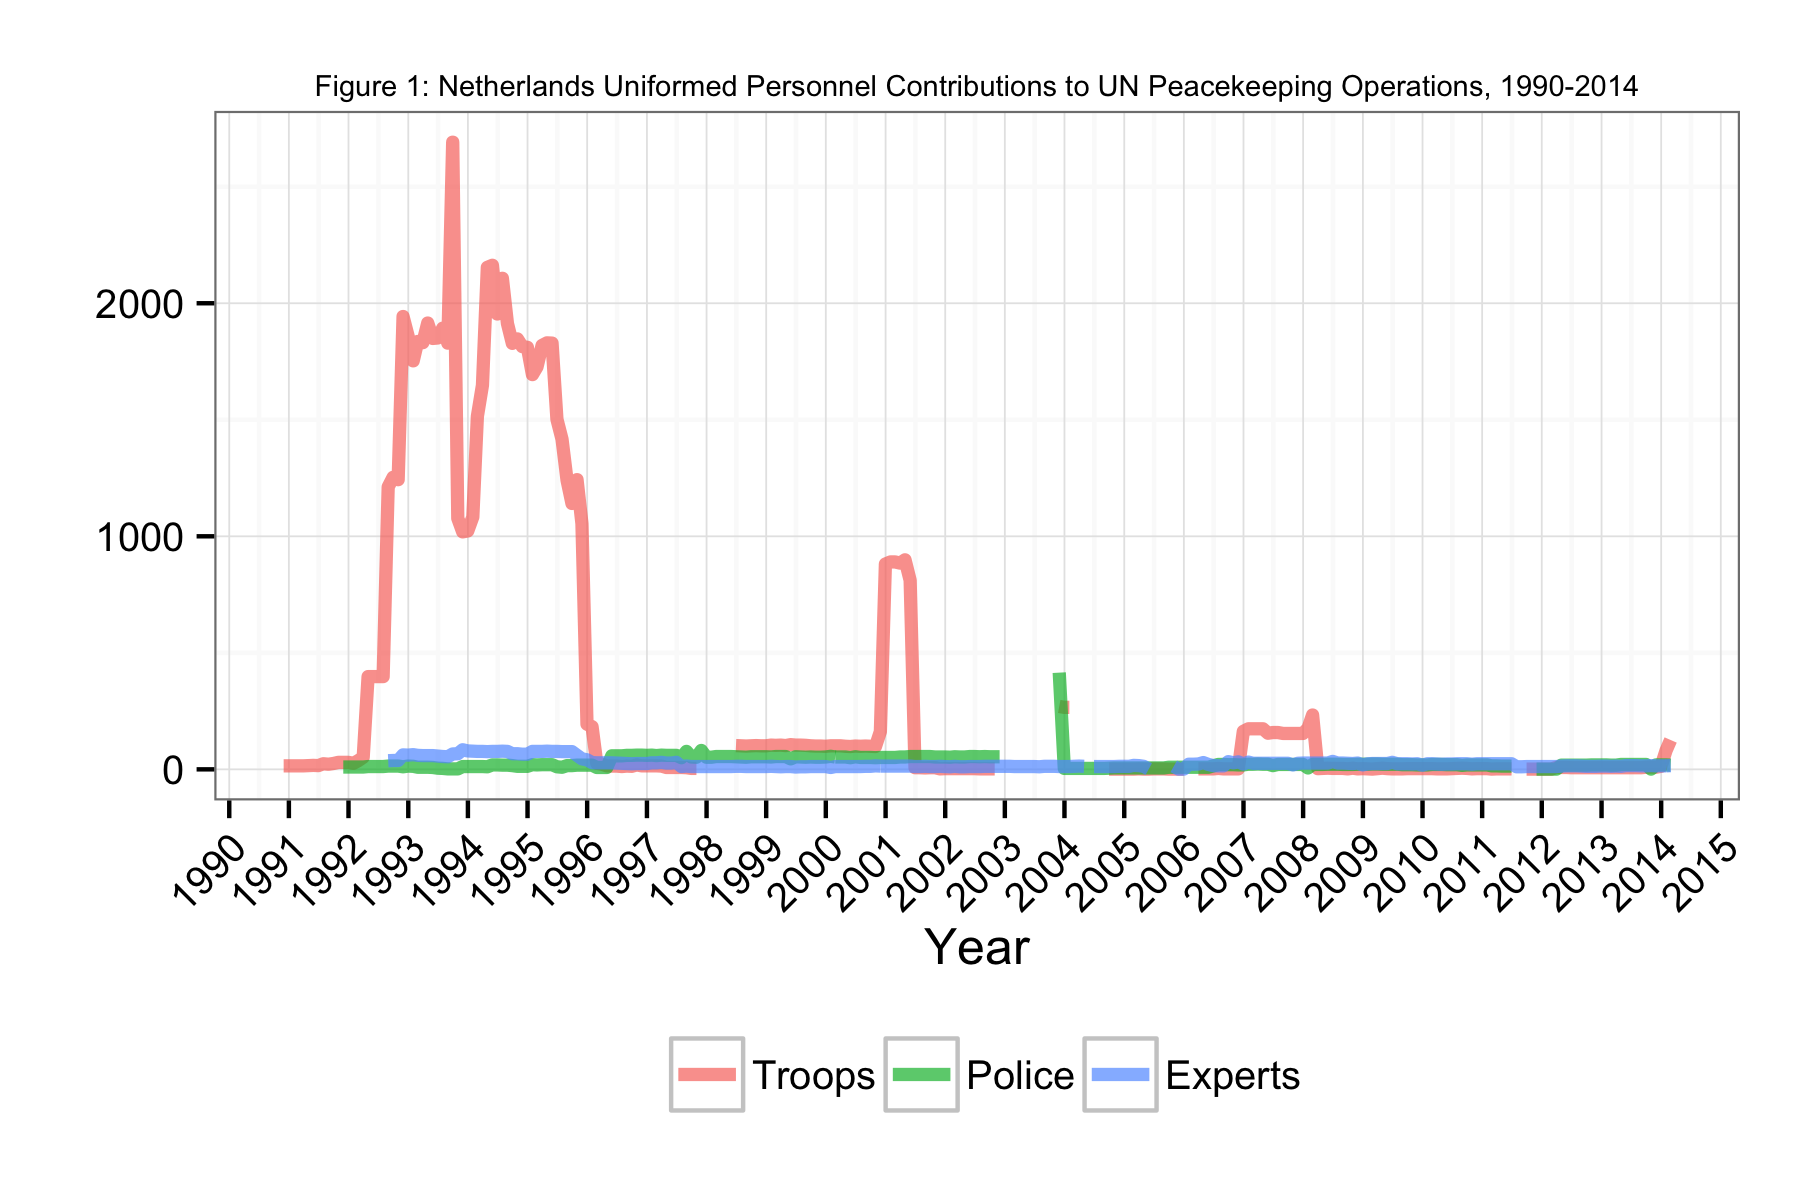 Figure 1: Netherlands Uniformed Personnel Contributions to UN Peacekeeping Operations, 1990-2014
2000
1000
0
1990 1991 1992 1993 1994 1995 1996 1997 1998 1999 2000 2001 2002 2003 2004 2005 2006 2007 2008 2009 2010 2011 2012 2013 2014 2015
Year
Troops Police Experts